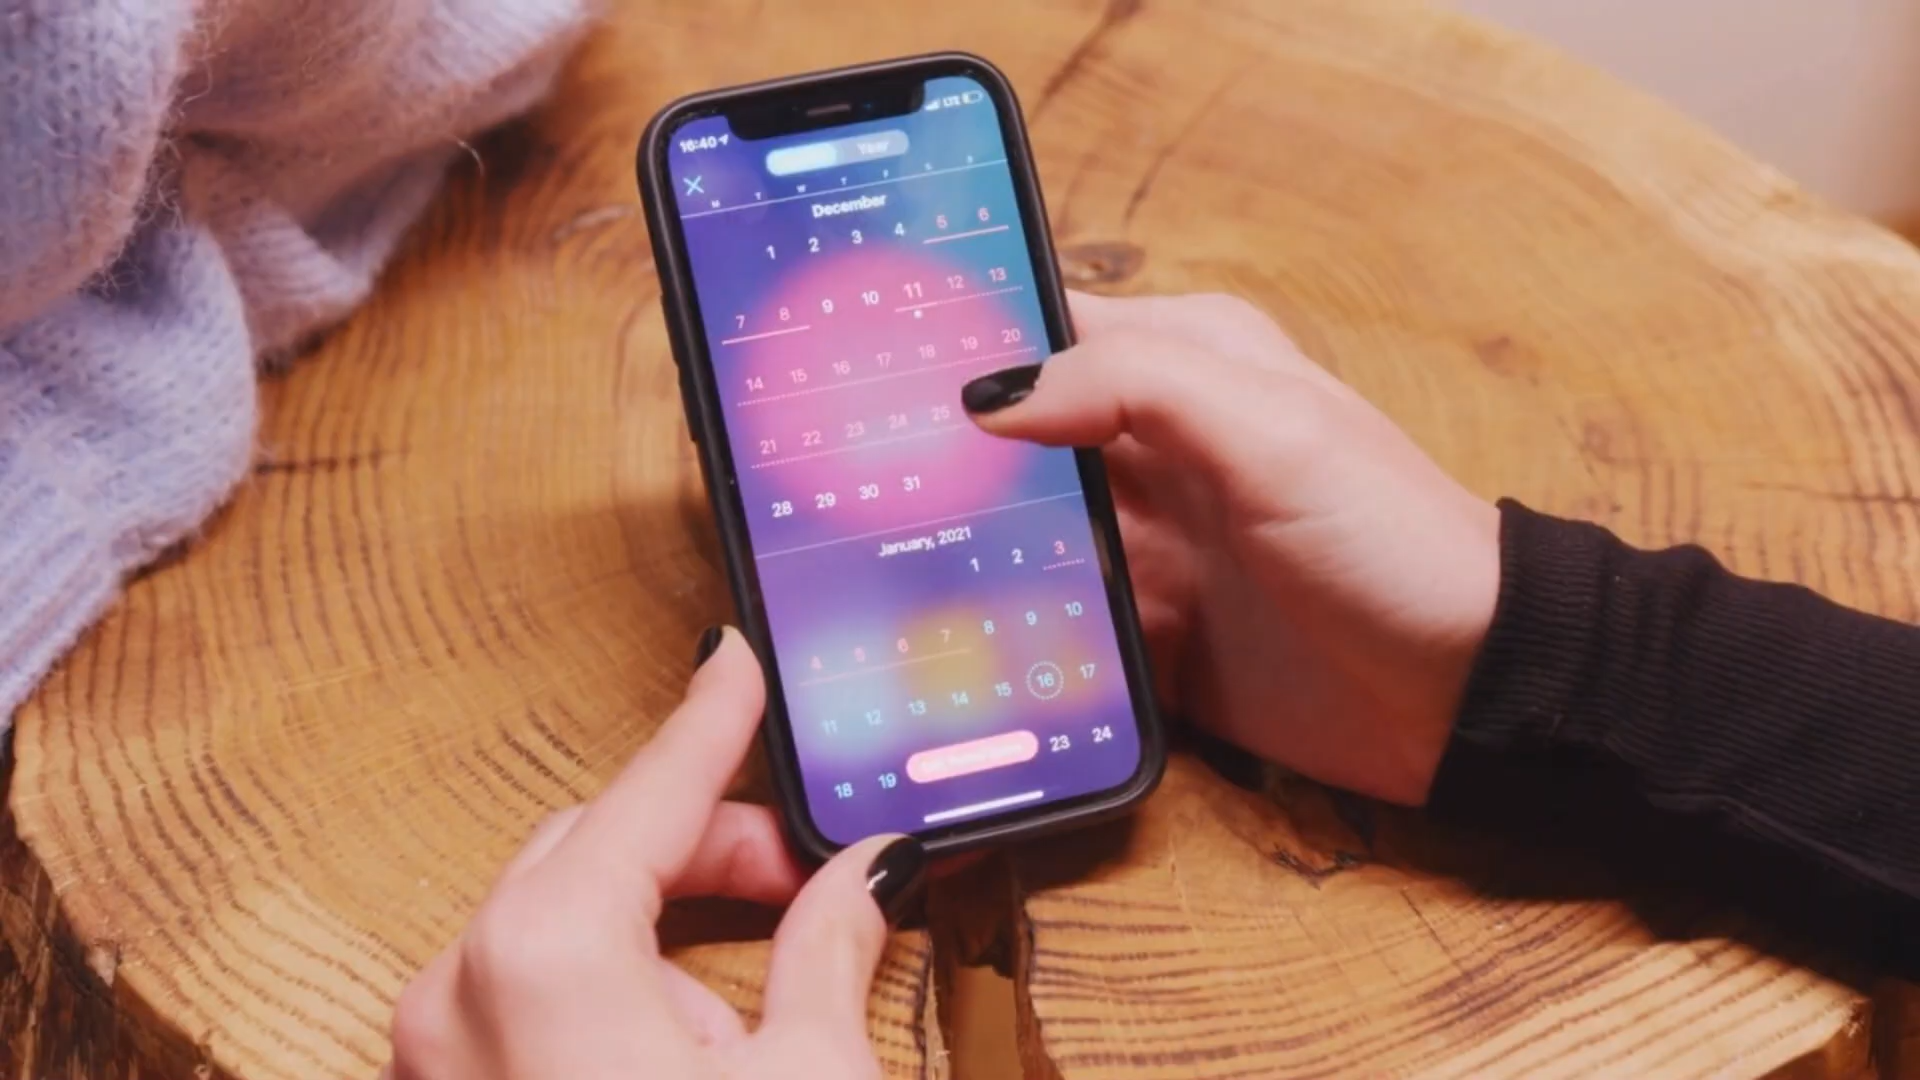 16:40 LTE
Year
M T W T F S S
December
1 2 3 4 5 6
7 8 9 10 11 12 13
14 15 16 17 18 19 20
21 22 23 24 25
28 29 30 31
January, 2021
1 2 3
4 5 6 7 8 9 10
11 12 13 14 15 16 17
18 19 23 24